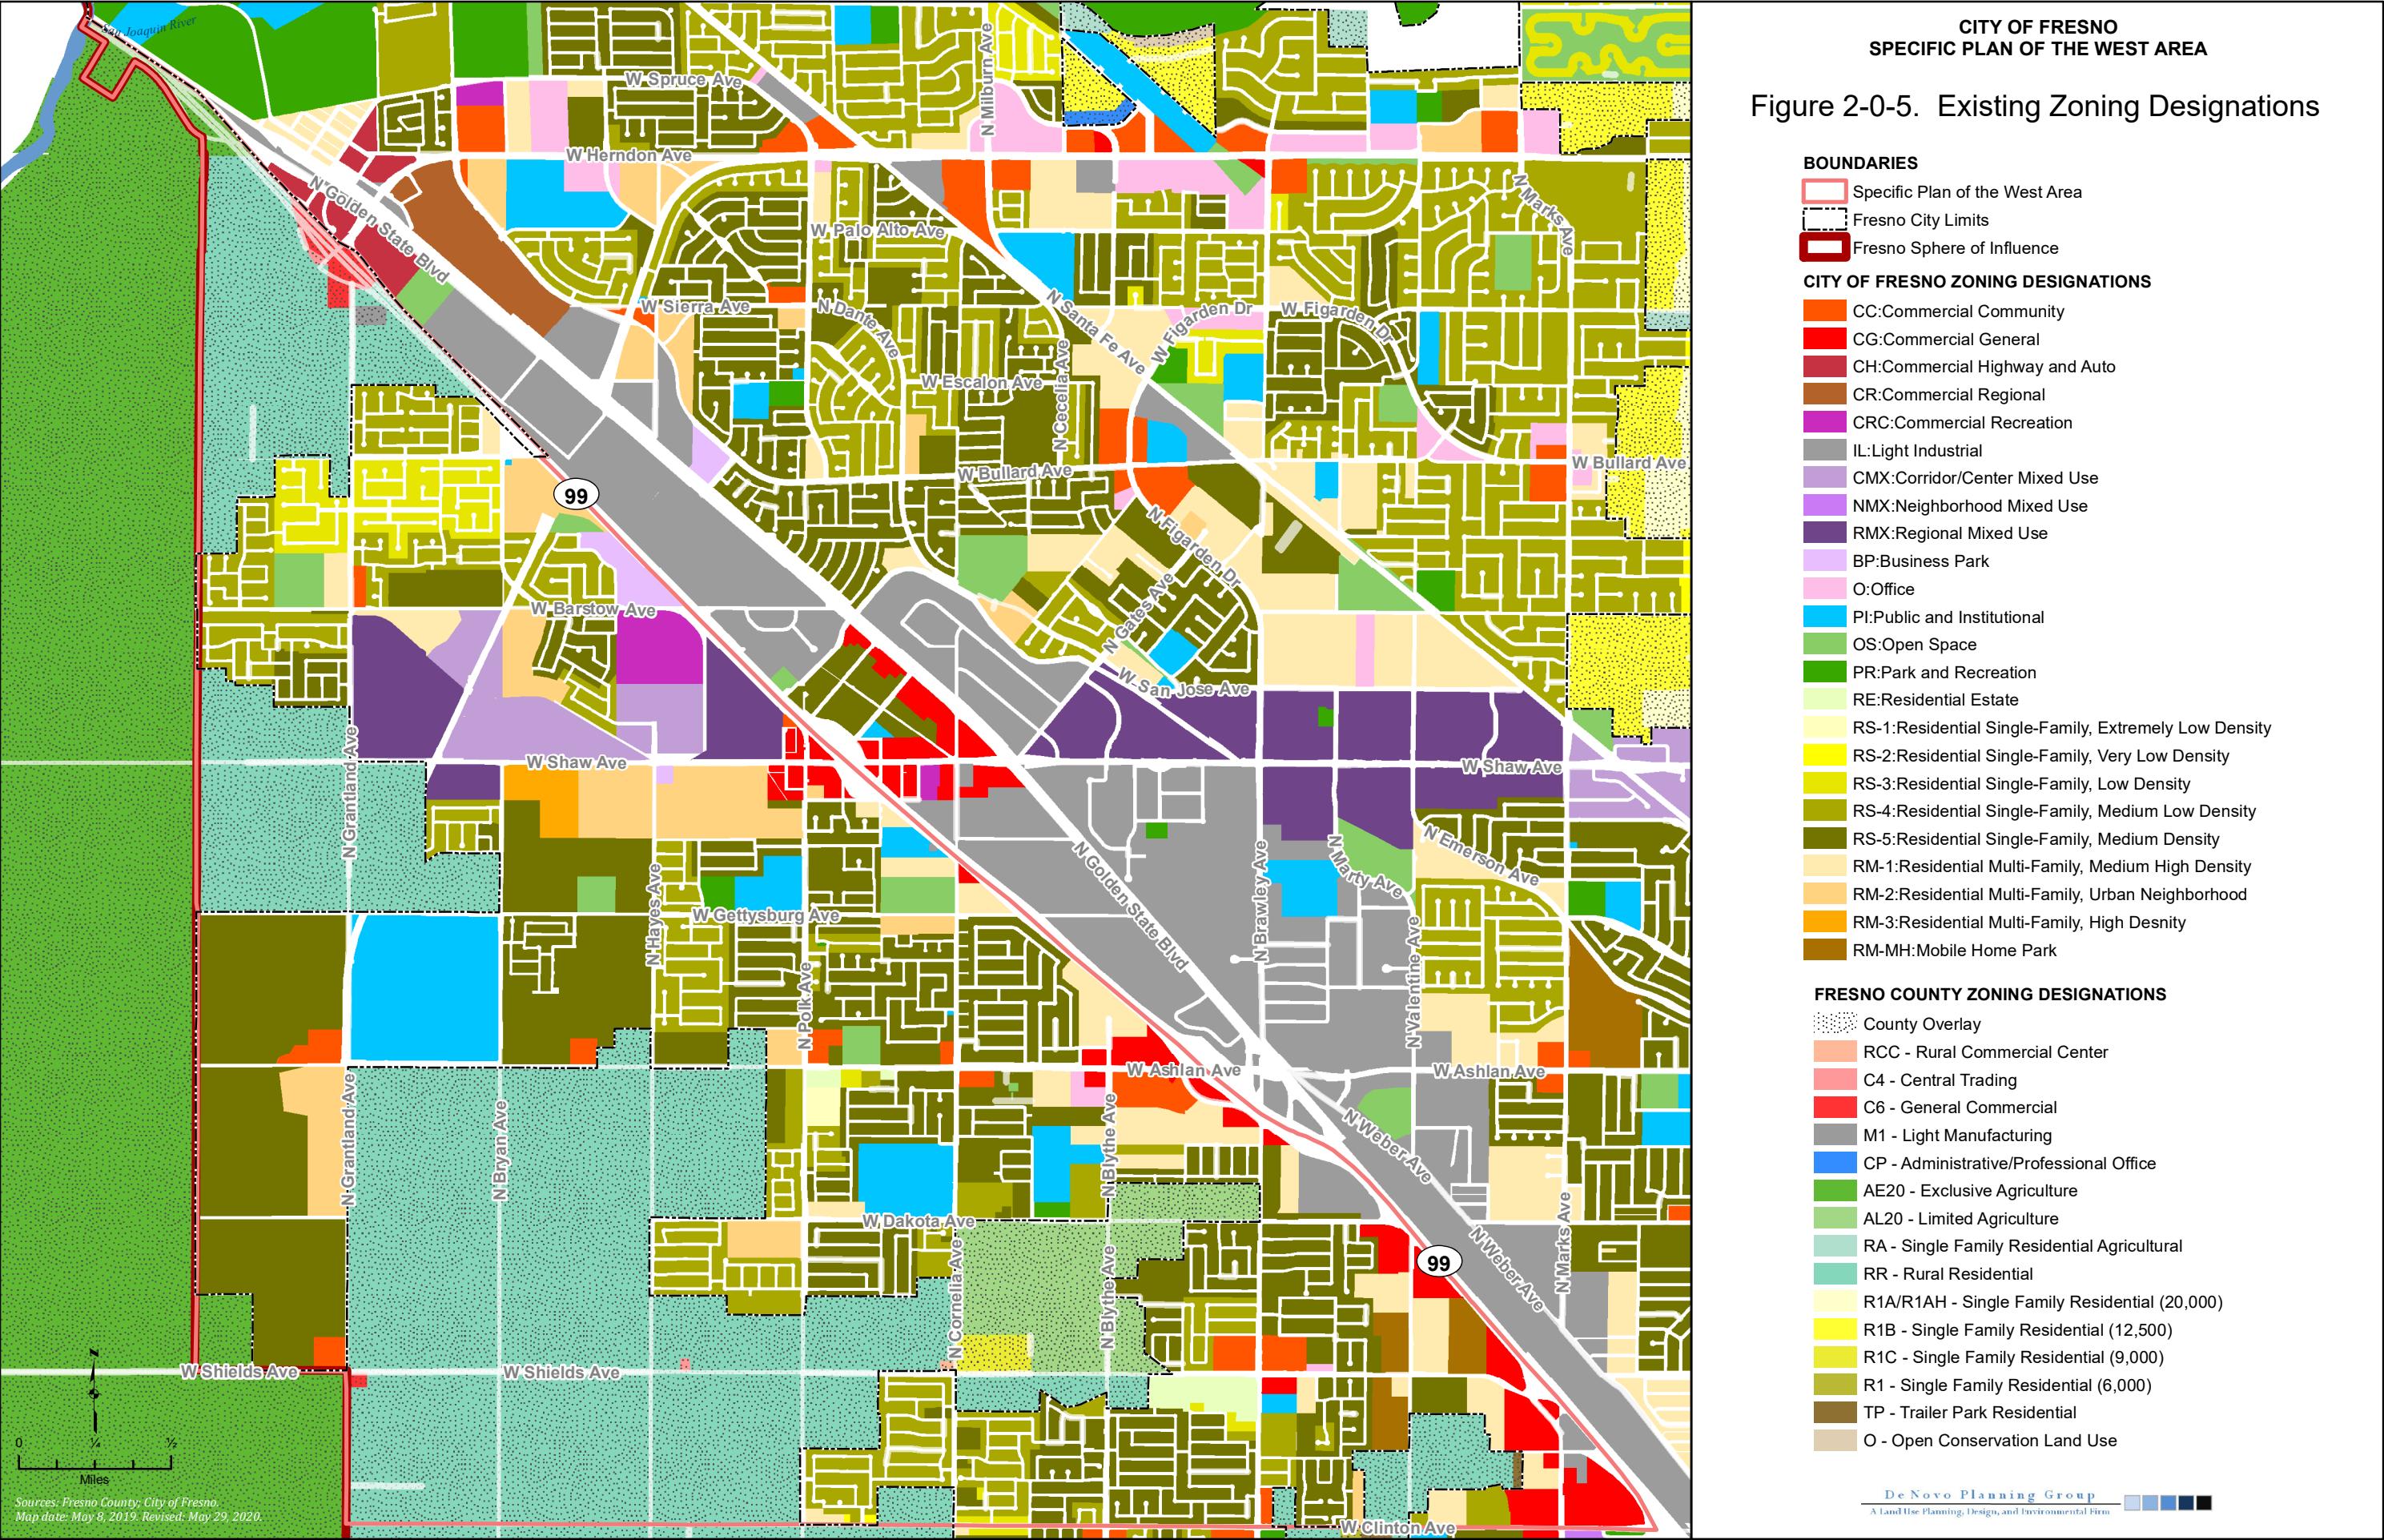 San Joaquin River
W Spruce Ave
N Milburn Ave
W Herndon Ave
N Golden State Blvd
W Palo Alto Ave
N Marks Ave
W Sierra Ave
N Dante Ave
N Santa Fe Ave
W Figarden Dr
W Figarden Dr
W Figarden Dr
W Escalon Ave
N Cecelia Ave
W Bullard Ave
W Bullard Ave
99
N Figarden Dr
W Barstow Ave
N Gates Ave
W San Jose Ave
N Grantland Ave
W Shaw Ave
W Shaw Ave
N Golden State Blvd
N Emerson Ave
N Marty Ave
N Brawley Ave
N Hayes Ave
W Gettysburg Ave
N Valentine Ave
N Polk Ave
W Ashlan Ave
W Ashlan Ave
N Grantland Ave
N Bryan Ave
N Blythe Ave
N Weber Ave
W Dakota Ave
N Cornelia Ave
N Blythe Ave
99
N Weber Ave
N Marks Ave
W Shields Ave
W Shields Ave
W Clinton Ave
N
0 ¼ ½
Miles
Sources: Fresno County; City of Fresno.
Map date: May 8, 2019. Revised: May 29, 2020.
CITY OF FRESNO
SPECIFIC PLAN OF THE WEST AREA
Figure 2-0-5. Existing Zoning Designations
BOUNDARIES
Specific Plan of the West Area
Fresno City Limits
Fresno Sphere of Influence
CITY OF FRESNO ZONING DESIGNATIONS
CC:Commercial Community
CG:Commercial General
CH:Commercial Highway and Auto
CR:Commercial Regional
CRC:Commercial Recreation
IL:Light Industrial
CMX:Corridor/Center Mixed Use
NMX:Neighborhood Mixed Use
RMX:Regional Mixed Use
BP:Business Park
O:Office
PI:Public and Institutional
OS:Open Space
PR:Park and Recreation
RE:Residential Estate
RS-1:Residential Single-Family, Extremely Low Density
RS-2:Residential Single-Family, Very Low Density
RS-3:Residential Single-Family, Low Density
RS-4:Residential Single-Family, Medium Low Density
RS-5:Residential Single-Family, Medium Density
RM-1:Residential Multi-Family, Medium High Density
RM-2:Residential Multi-Family, Urban Neighborhood
RM-3:Residential Multi-Family, High Desnity
RM-MH:Mobile Home Park
FRESNO COUNTY ZONING DESIGNATIONS
County Overlay
RCC - Rural Commercial Center
C4 - Central Trading
C6 - General Commercial
M1 - Light Manufacturing
CP - Administrative/Professional Office
AE20 - Exclusive Agriculture
AL20 - Limited Agriculture
RA - Single Family Residential Agricultural
RR - Rural Residential
R1A/R1AH - Single Family Residential (20,000)
R1B - Single Family Residential (12,500)
R1C - Single Family Residential (9,000)
R1 - Single Family Residential (6,000)
TP - Trailer Park Residential
O - Open Conservation Land Use
De Novo Planning Group
A Land Use Planning, Design, and Environmental Firm